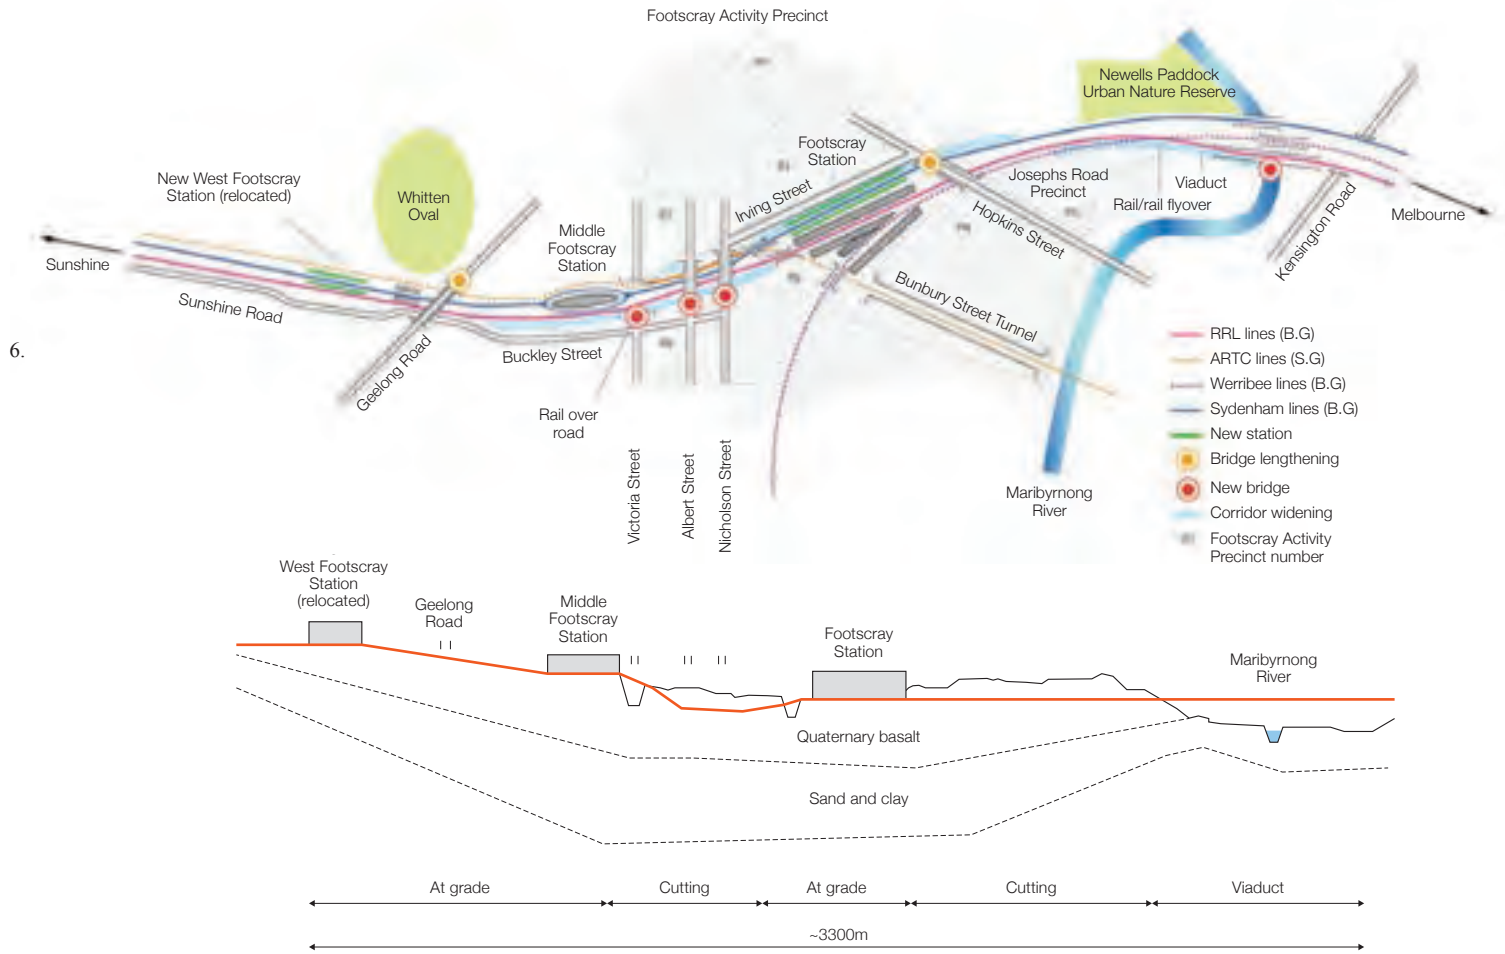 Footscray Activity Precinct
Newells Paddock
Urban Nature Reserve
Footscray
Station
New West Footscray
Station (relocated)
Whitten
Oval
Irving Street
Josephs Road
Precinct
Viaduct
Rail/rail flyover
Hopkins Street
Kensington Road
Melbourne
Middle
Footscray
Station
Sunshine
Sunshine Road
Geelong Road
Buckley Street
Bunbury Street Tunnel
6.
Rail over
road
Victoria Street
Albert Street
Nicholson Street
Maribyrnong
River
RRL lines (B.G)
ARTC lines (S.G)
Werribee lines (B.G)
Sydenham lines (B.G)
New station
Bridge lengthening
New bridge
Corridor widening
Footscray Activity
Precinct number
West Footscray
Station
(relocated)
Geelong
Road
Middle
Footscray
Station
Footscray
Station
Maribyrnong
River
Quaternary basalt
Sand and clay
At grade
Cutting
At grade
Cutting
Viaduct
~3300m